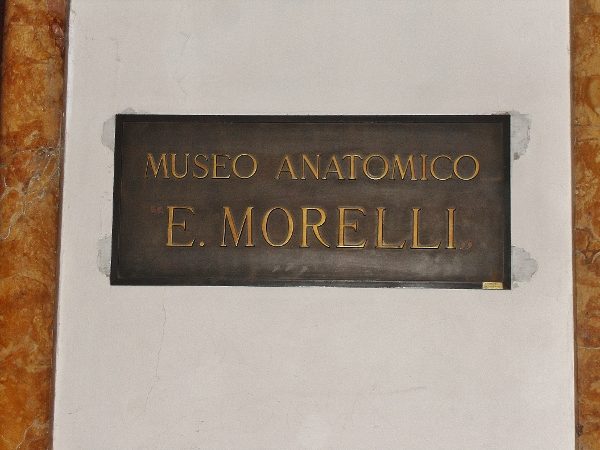 MUSEO ANATOMICO
"E. MORELLI„